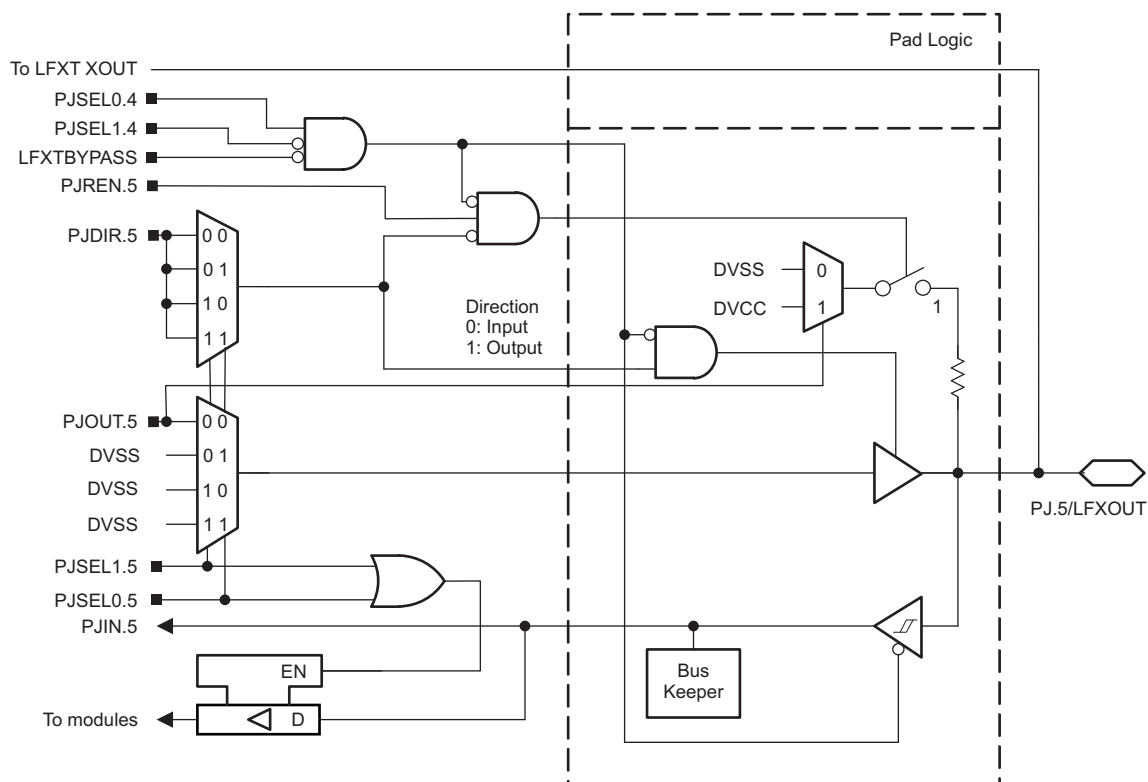 Pad Logic
To LFXT XOUT
PJSEL0.4
PJSEL1.4
LFXTBYPASS
PJREN.5
PJDIR.5
0 0
0 1
1 0
1 1
Direction
0: Input
1: Output
DVSS
0
DVCC
1
1
PJOUT.5
0 0
DVSS
0 1
DVSS
1 0
DVSS
1 1
PJ.5/LFXOUT
PJSEL1.5
PJSEL0.5
PJIN.5
Bus
Keeper
EN
To modules
D